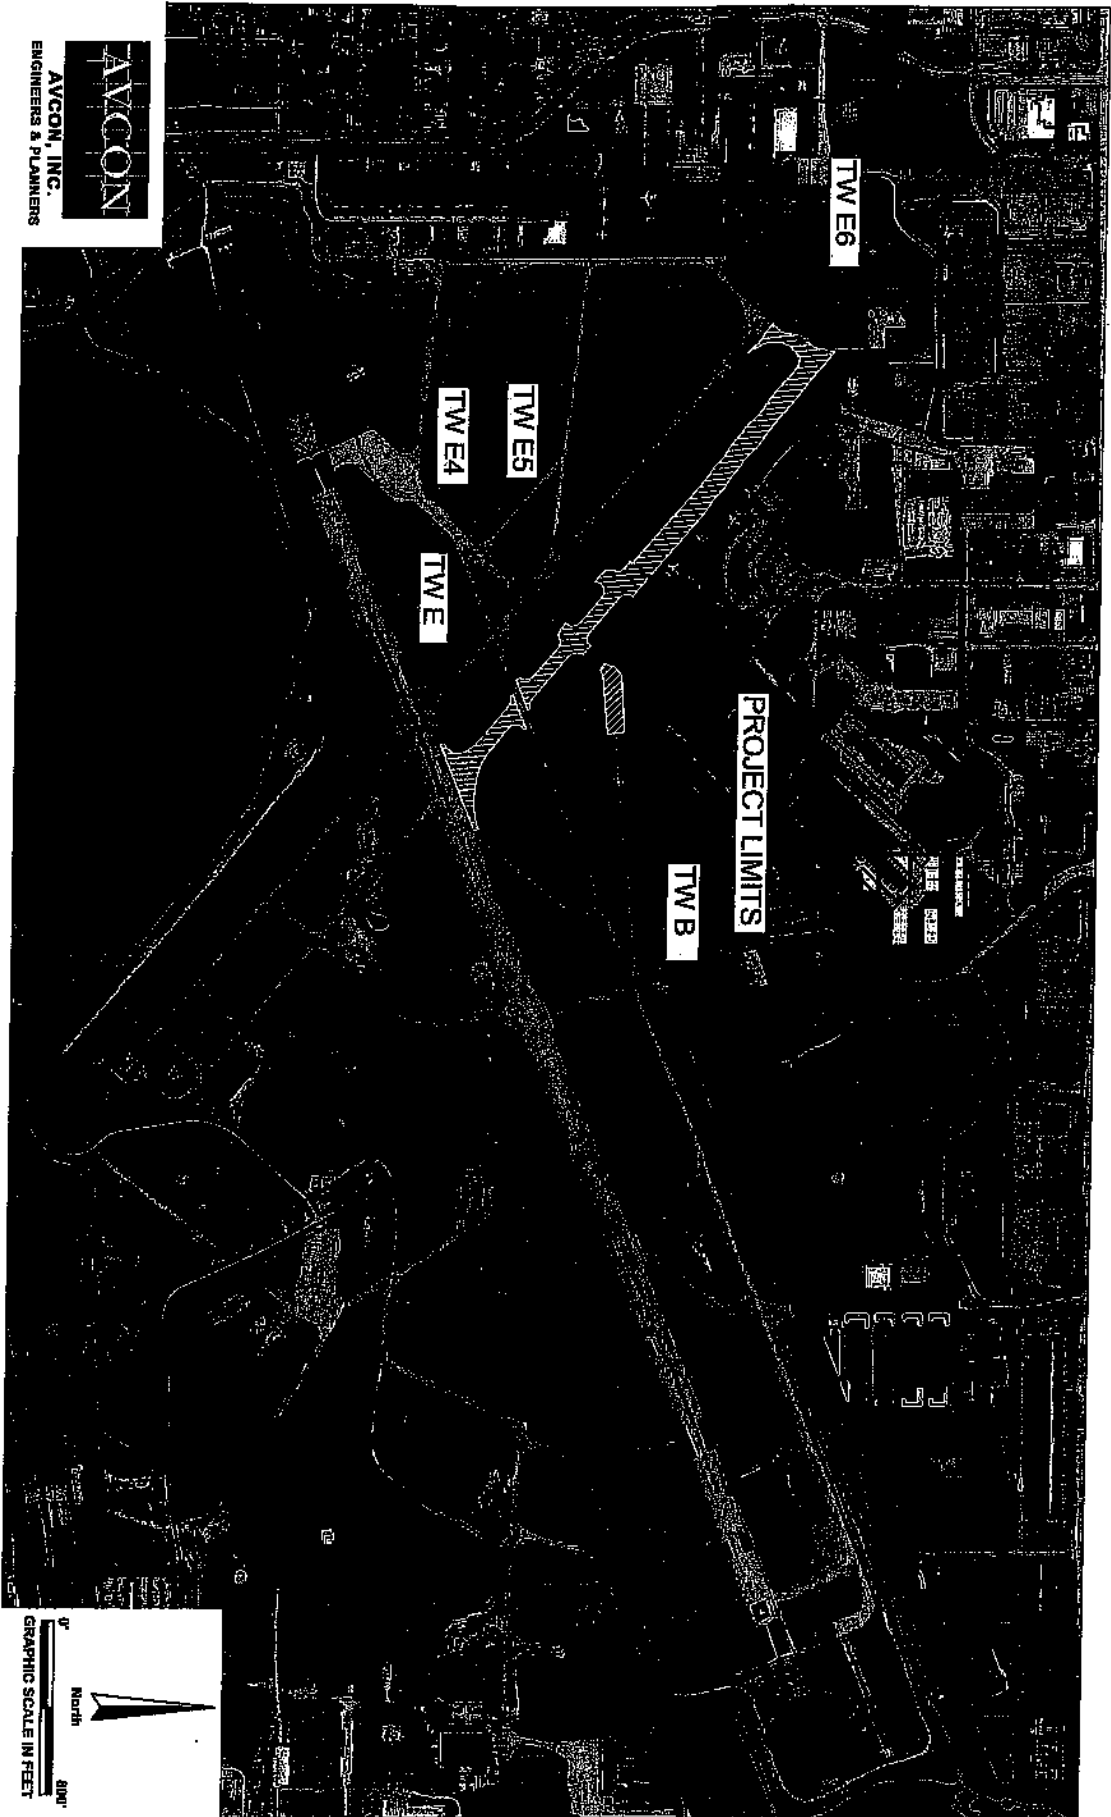 TW E6
TW E5
TW E4
TW E
PROJECT LIMITS
TW B
AVCON
AVCON, INC.
ENGINEERS & PLANNERS
North
0'
800'
GRAPHIC SCALE IN FEET